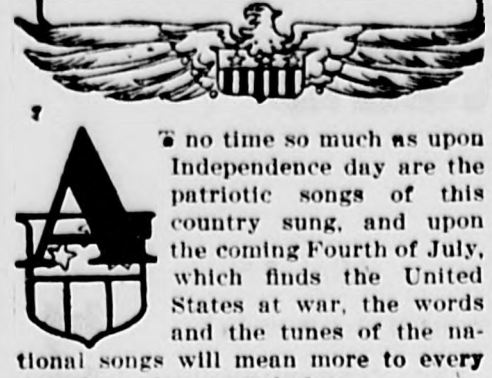 AT no time so much as upon
Independence day are the
patriotic songs of this
country sung, and upon
the coming Fourth of July,
which finds the United
States at war, the words
and the tunes of the na-
tional songs will mean more to every